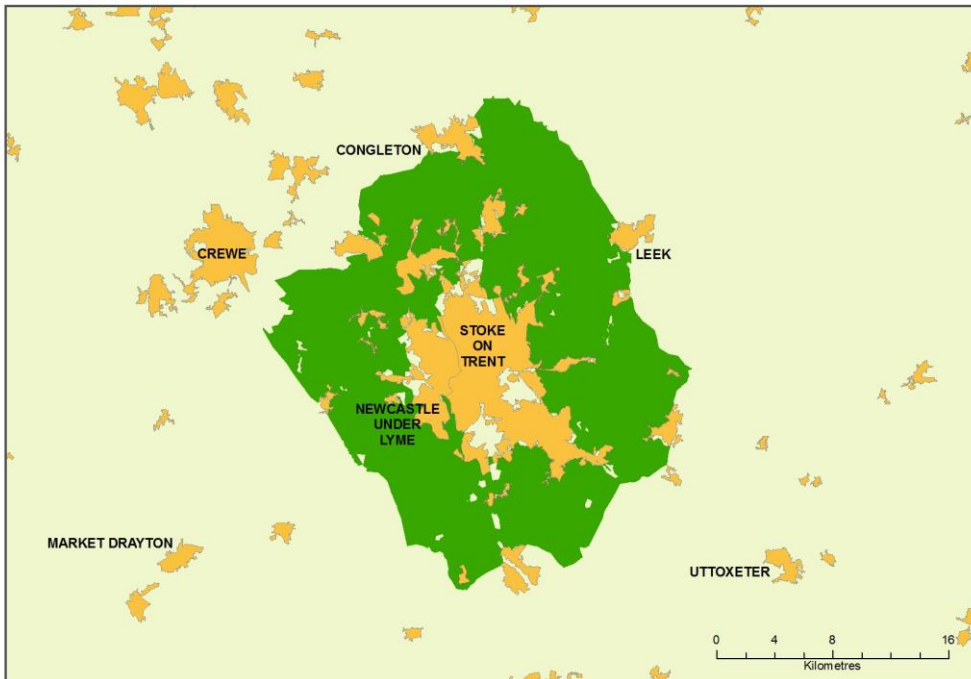 CONGLETON
CREWE
LEEK
STOKE
ON
TRENT
NEWCASTLE
UNDER
LYME
MARKET DRAYTON
UTTOXETER
0 4 8 16
Kilometres